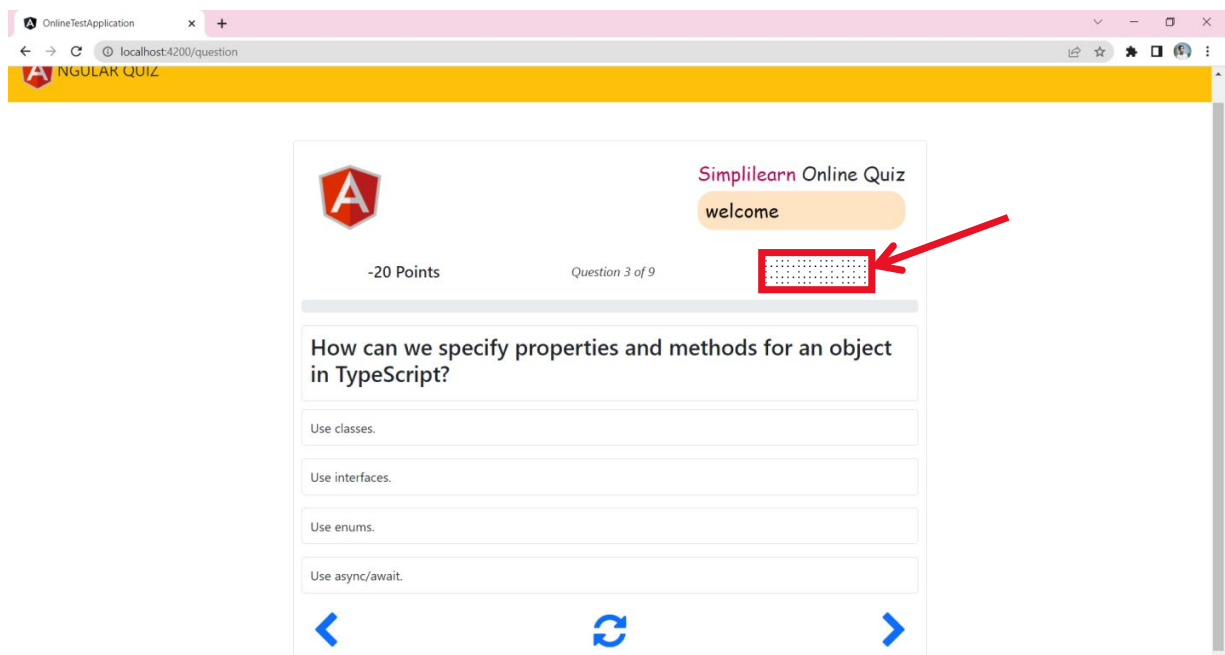 OnlineTestApplication
localhost:4200/question
NGULAR QUIZ
Simplilearn Online Quiz
welcome
-20 Points
Question 3 of 9
How can we specify properties and methods for an object
in TypeScript?
Use classes.
Use interfaces.
Use enums.
Use async/await.